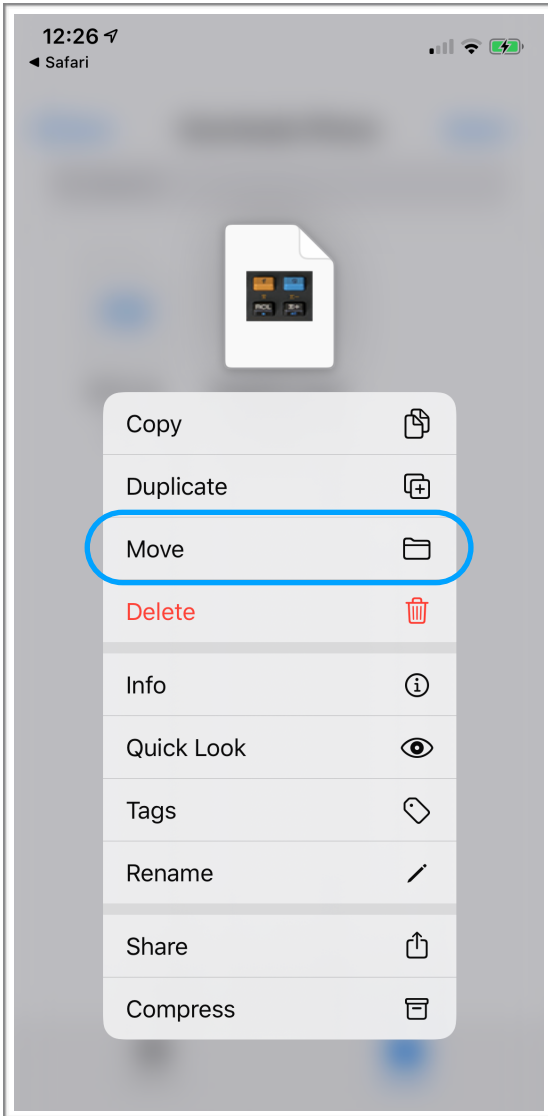 12:26
Safari
Copy
Duplicate
Move
Delete
Info
Quick Look
Tags
Rename
Share
Compress